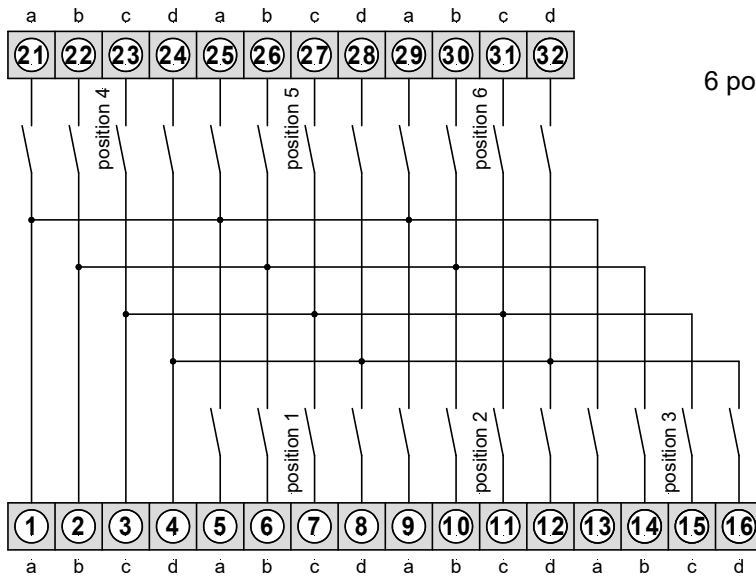 a b c d a b c d a b c d
21 22 23 24 25 26 27 28 29 30 31 32
6 po
position 4 position 5 position 6
position 1 position 2 position 3
1 2 3 4 5 6 7 8 9 10 11 12 13 14 15 16
a b c d a b c d a b c d a b c d